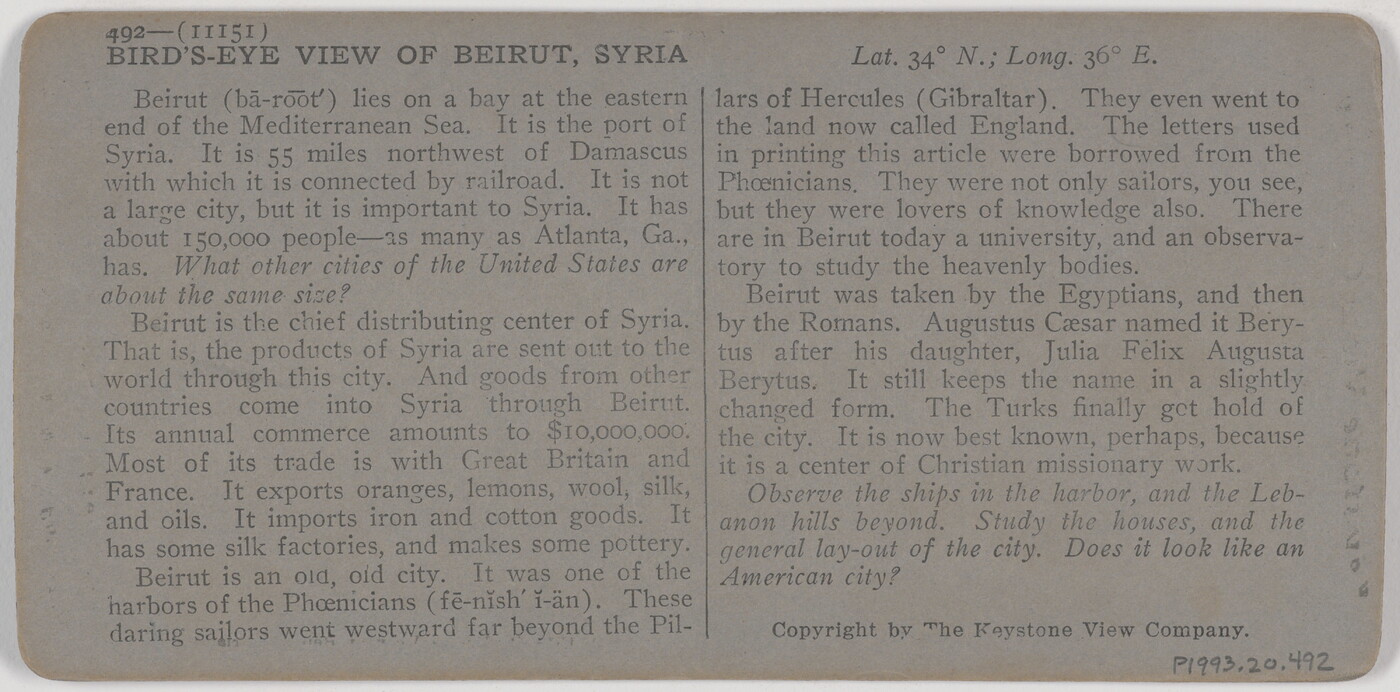 492—(11151)
BIRD'S-EYE VIEW OF BEIRUT, SYRIA
Lat. 34° N.; Long. 36° E.
Beirut (bā-ro͞ot′) lies on a bay at the eastern
end of the Mediterranean Sea. It is the port of
Syria. It is 55 miles northwest of Damascus
with which it is connected by railroad. It is not
a large city, but it is important to Syria. It has
about 150,000 people—as many as Atlanta, Ga.,
has. What other cities of the United States are
about the same size?
Beirut is the chief distributing center of Syria.
That is, the products of Syria are sent out to the
world through this city. And goods from other
countries come into Syria through Beirut.
Its annual commerce amounts to $10,000,000.
Most of its trade is with Great Britain and
France. It exports oranges, lemons, wool, silk,
and oils. It imports iron and cotton goods. It
has some silk factories, and makes some pottery.
Beirut is an old, old city. It was one of the
harbors of the Phœnicians (fē-nĭsh′ ĭ-än). These
daring sailors went westward far beyond the Pil-
lars of Hercules (Gibraltar). They even went to
the land now called England. The letters used
in printing this article were borrowed from the
Phœnicians. They were not only sailors, you see,
but they were lovers of knowledge also. There
are in Beirut today a university, and an observa-
tory to study the heavenly bodies.
Beirut was taken by the Egyptians, and then
by the Romans. Augustus Cæsar named it Bery-
tus after his daughter, Julia Felix Augusta
Berytus. It still keeps the name in a slightly
changed form. The Turks finally got hold of
the city. It is now best known, perhaps, because
it is a center of Christian missionary work.
Observe the ships in the harbor, and the Leb-
anon hills beyond. Study the houses, and the
general lay-out of the city. Does it look like an
American city?
Copyright by The Keystone View Company.
P1993.20.492